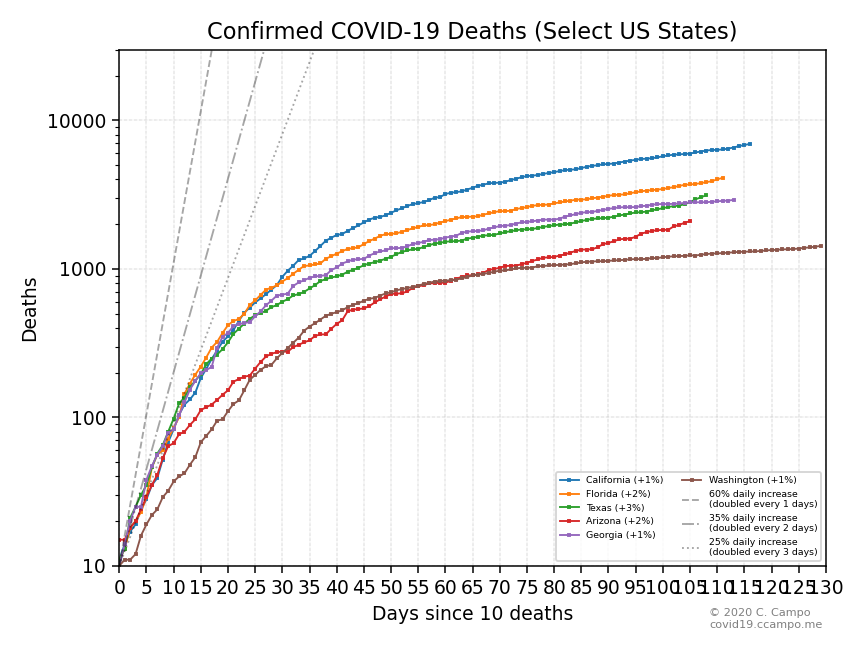 Confirmed COVID-19 Deaths (Select US States)
Deaths
10000
1000
100
10
California (+1%)
Florida (+2%)
Texas (+3%)
Arizona (+2%)
Georgia (+1%)
Washington (+1%)
60% daily increase
(doubled every 1 days)
35% daily increase
(doubled every 2 days)
25% daily increase
(doubled every 3 days)
0 5 10 15 20 25 30 35 40 45 50 55 60 65 70 75 80 85 90 95 100 105 110 115 120 125 130
Days since 10 deaths
© 2020 C. Campo
covid19.ccampo.me